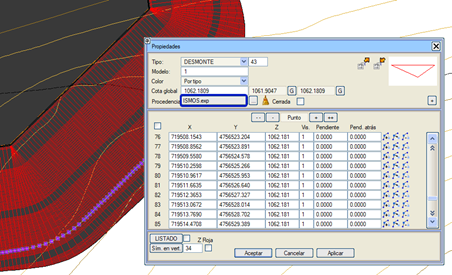 Propiedades
Tipo: DESMONTE 43
Modelo: 1
Color Por tipo
Cota global 1062.1809 1061.9047 G 1062.1809 G
Procedencia ISMOS.exp ... Cerrada
Punto
X Y Z Vis. Pendiente Pend. atrás
76 719508.1543 4756523.204 1062.181 1 0.0000 0.0000
77 719508.8562 4756523.891 1062.181 1 0.0000 0.0000
78 719509.5580 4756524.578 1062.181 1 0.0000 0.0000
79 719510.2598 4756525.266 1062.181 1 0.0000 0.0000
80 719510.9617 4756525.953 1062.181 1 0.0000 0.0000
81 719511.6635 4756526.640 1062.181 1 0.0000 0.0000
82 719512.3653 4756527.327 1062.181 1 0.0000 0.0000
83 719513.0672 4756528.014 1062.181 1 0.0000 0.0000
84 719513.7690 4756528.702 1062.181 1 0.0000 0.0000
85 719514.4708 4756529.389 1062.181 1 0.0000 0.0000
LISTADO Z Roja
Sim. en vert. 34
Aceptar Cancelar Aplicar